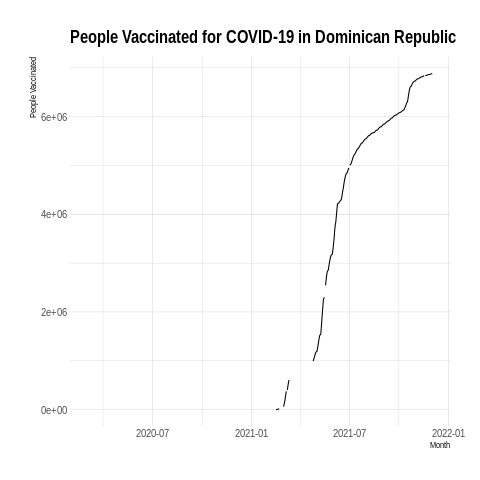 People Vaccinated for COVID-19 in Dominican Republic
People Vaccinated
6e+06
4e+06
2e+06
0e+00
2020-07 2021-01 2021-07 2022-01
Month